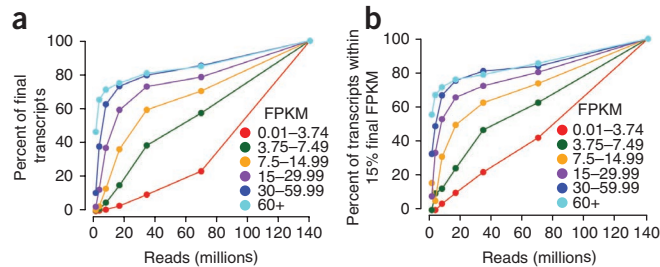 a
Percent of final
transcripts
100
80
60
40
20
0
FPKM
0.01–3.74
3.75–7.49
7.5–14.99
15–29.99
30–59.99
60+
0 20 40 60 80 100 120 140
Reads (millions)
b
Percent of transcripts within
15% final FPKM
100
80
60
40
20
0
FPKM
0.01–3.74
3.75–7.49
7.5–14.99
15–29.99
30–59.99
60+
0 20 40 60 80 100 120 140
Reads (millions)